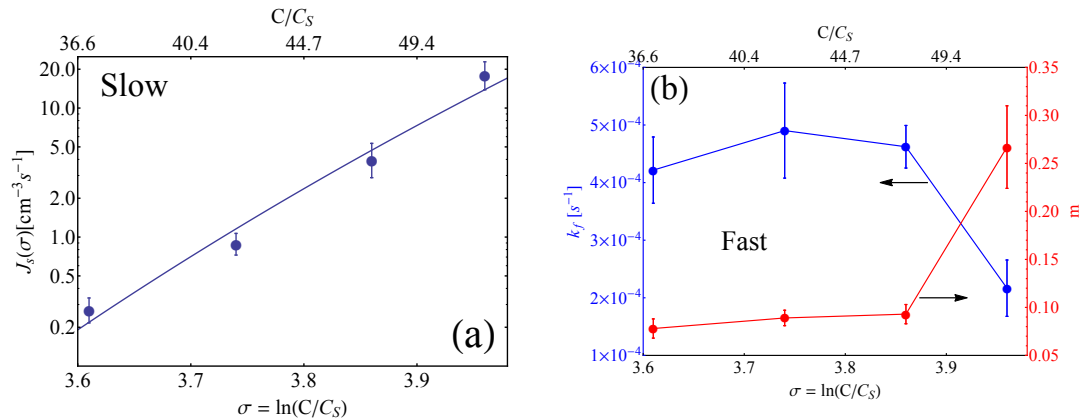 C/C_S
36.6 40.4 44.7 49.4
20.0
10.0
5.0
2.0
1.0
0.5
0.2
J_s(σ)[cm⁻³s⁻¹]
Slow
(a)
3.6 3.7 3.8 3.9
σ = ln(C/C_S)
C/C_S
36.6 40.4 44.7 49.4
6×10⁻⁴
5×10⁻⁴
4×10⁻⁴
4×10⁻⁴
2×10⁻⁴
1×10⁻⁴
k_f [s⁻¹]
(b)
Fast
0.35
0.30
0.25
0.20
0.15
0.10
0.05
m
3.6 3.7 3.8 3.9
σ = ln(C/C_S)